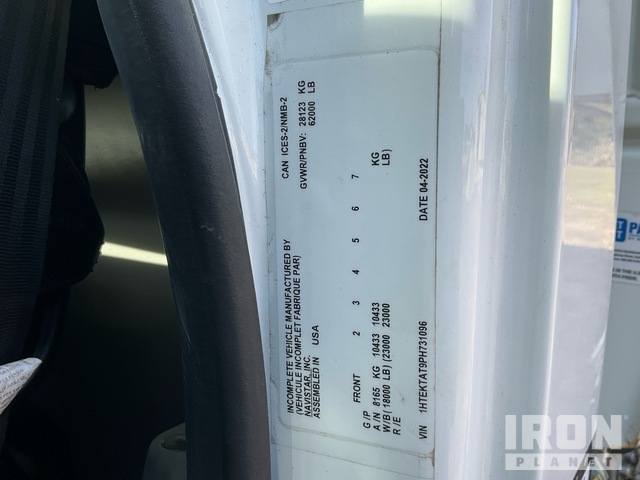 INCOMPLETE VEHICLE MANUFACTURED BY CAN ICES-2/NMB-2
(VEHICULE INCOMPLET FABRIQUE PAR)
NAVISTAR, INC. GVWR/PNBV: 28123 KG
ASSEMBLED IN USA 62000 LB
FRONT 2 3 4 5 6 7
G /P
A /N 8165 KG 10433 10433 KG
W/B( 18000 LB) (23000 23000 LB)
R /E
VIN 1HTEKTAT9PH731096 DATE 04-2022
IRON
PLANET